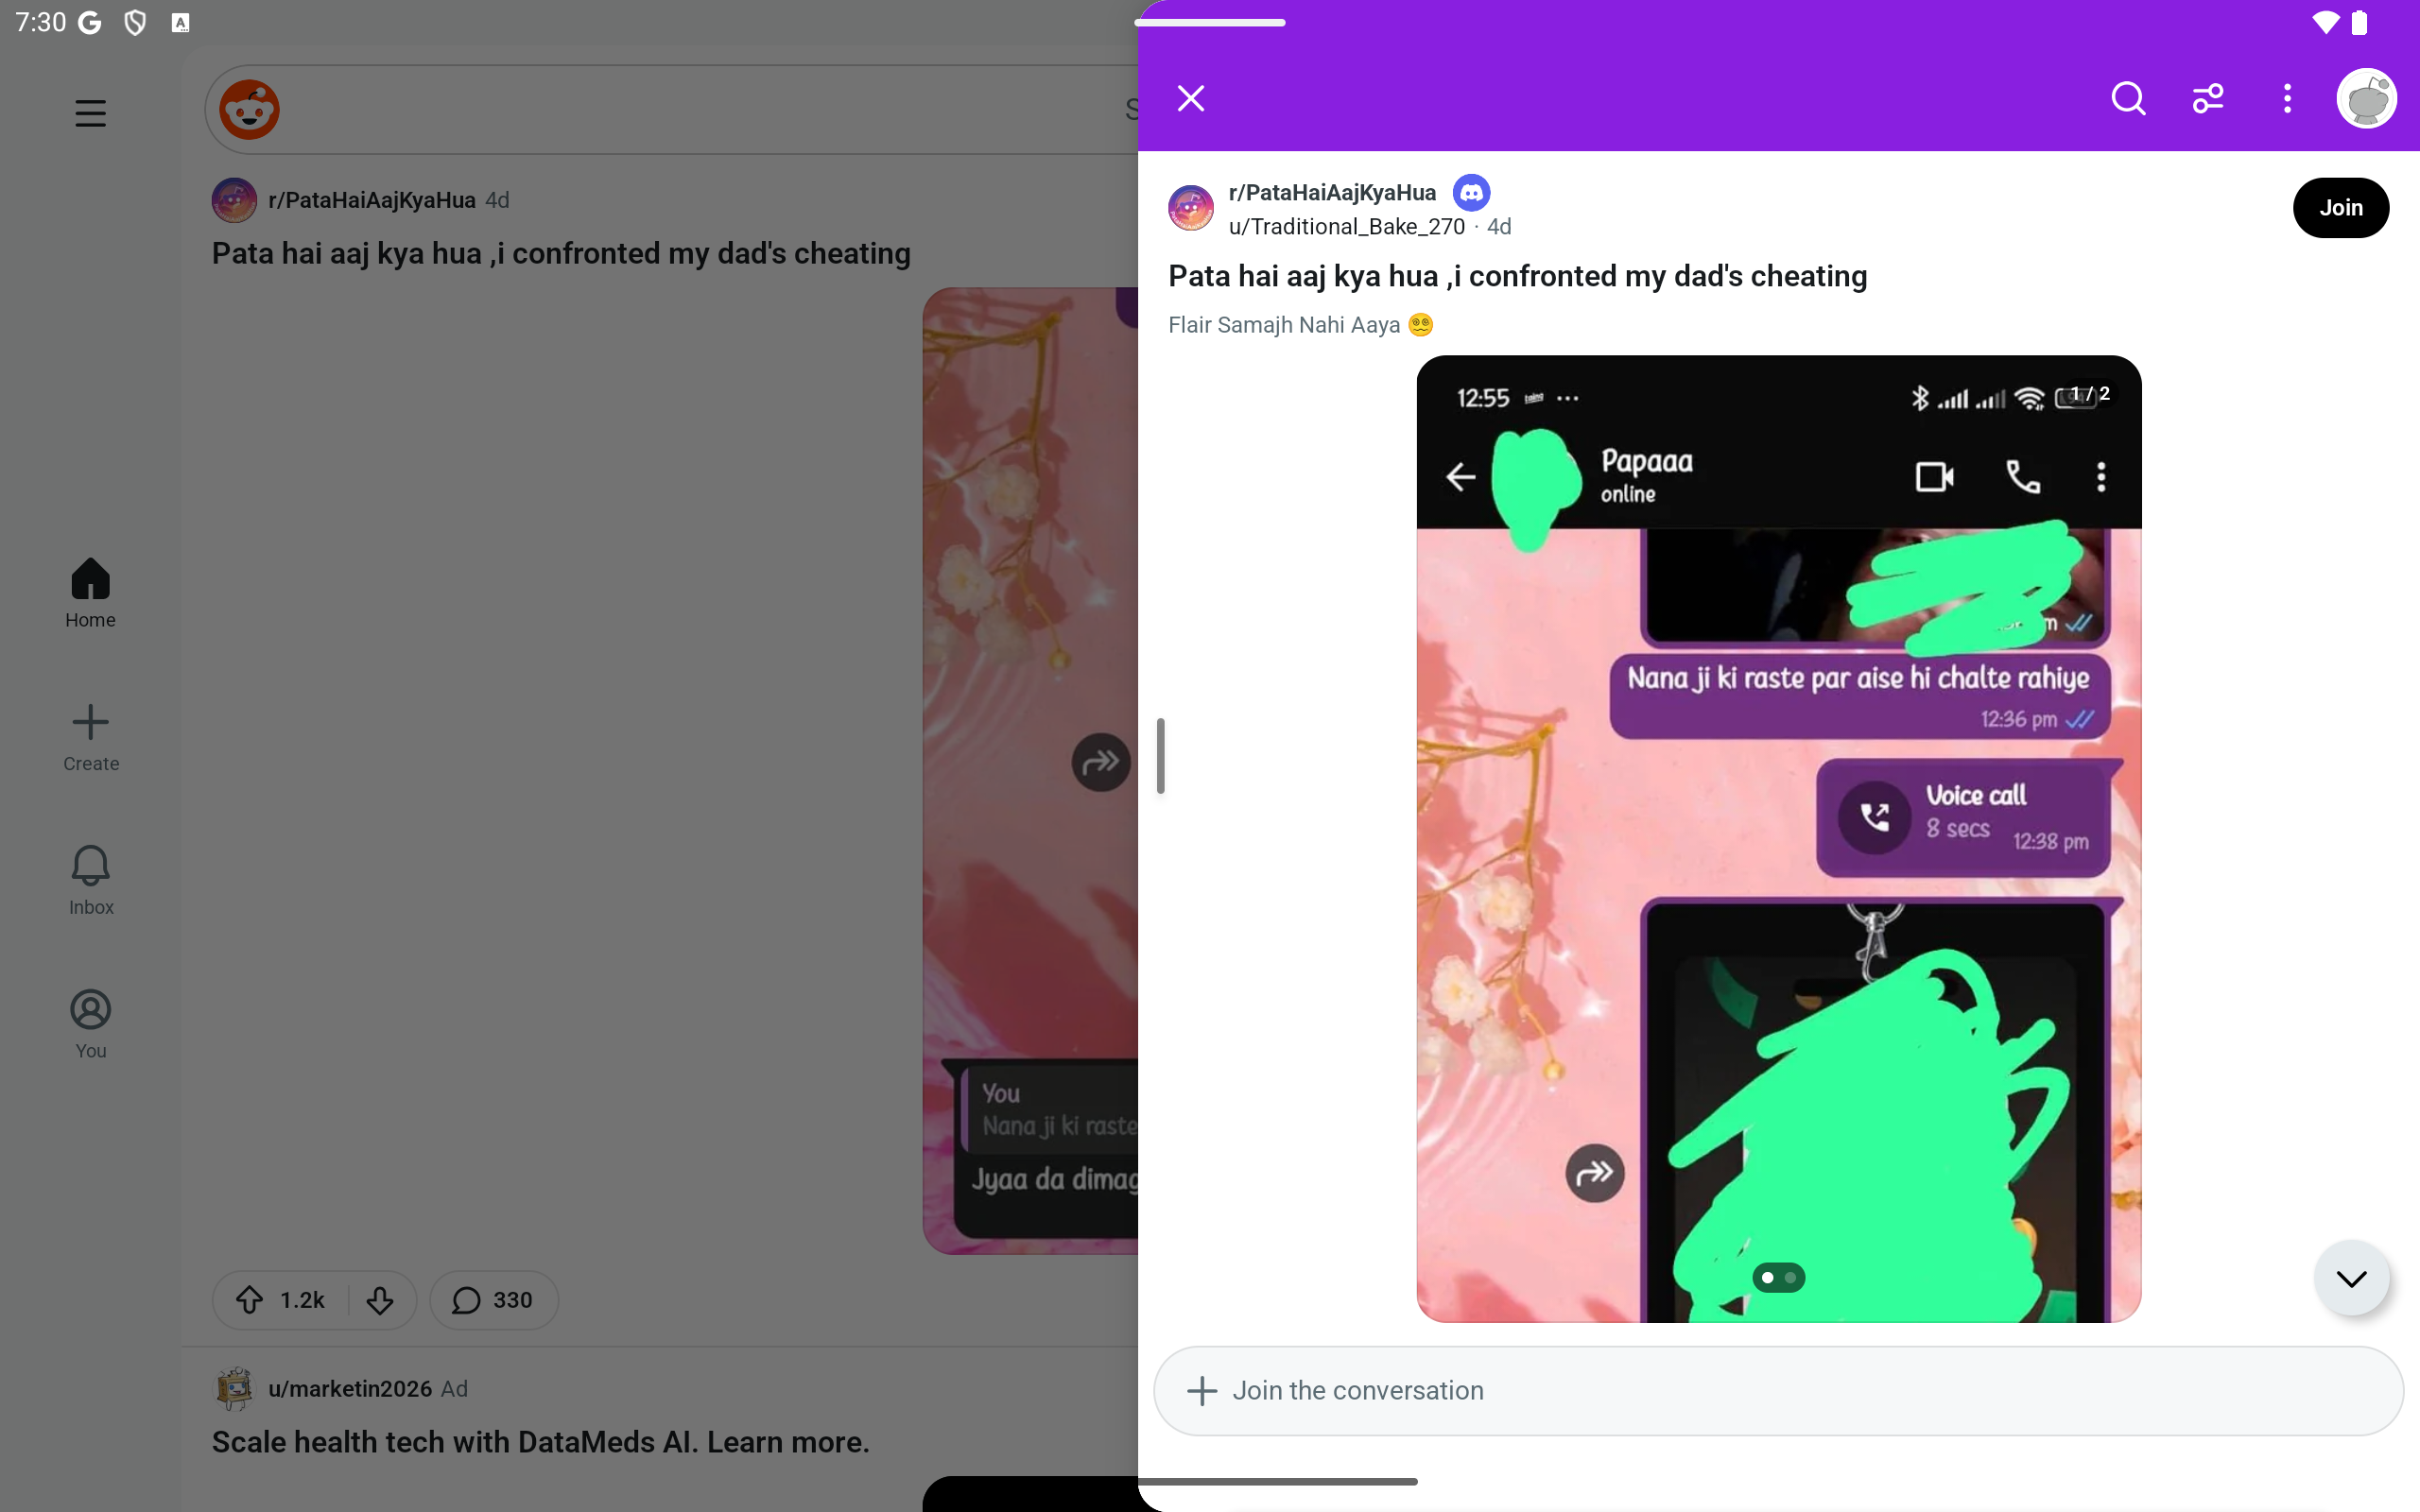 7:30
r/PataHaiAajKyaHua 4d
Pata hai aaj kya hua ,i confronted my dad's cheating
Home
Create
Inbox
You
You
Nana ji ki raste
Jyaa da dimag
1.2k
330
u/marketin2026 Ad
Scale health tech with DataMeds AI. Learn more.
r/PataHaiAajKyaHua
u/Traditional_Bake_270 · 4d
Join
Pata hai aaj kya hua ,i confronted my dad's cheating
Flair Samajh Nahi Aaya
12:55
1 / 2
Papaaa
online
Nana ji ki raste par aise hi chalte rahiye
12:36 pm
Voice call
8 secs
12:38 pm
Join the conversation